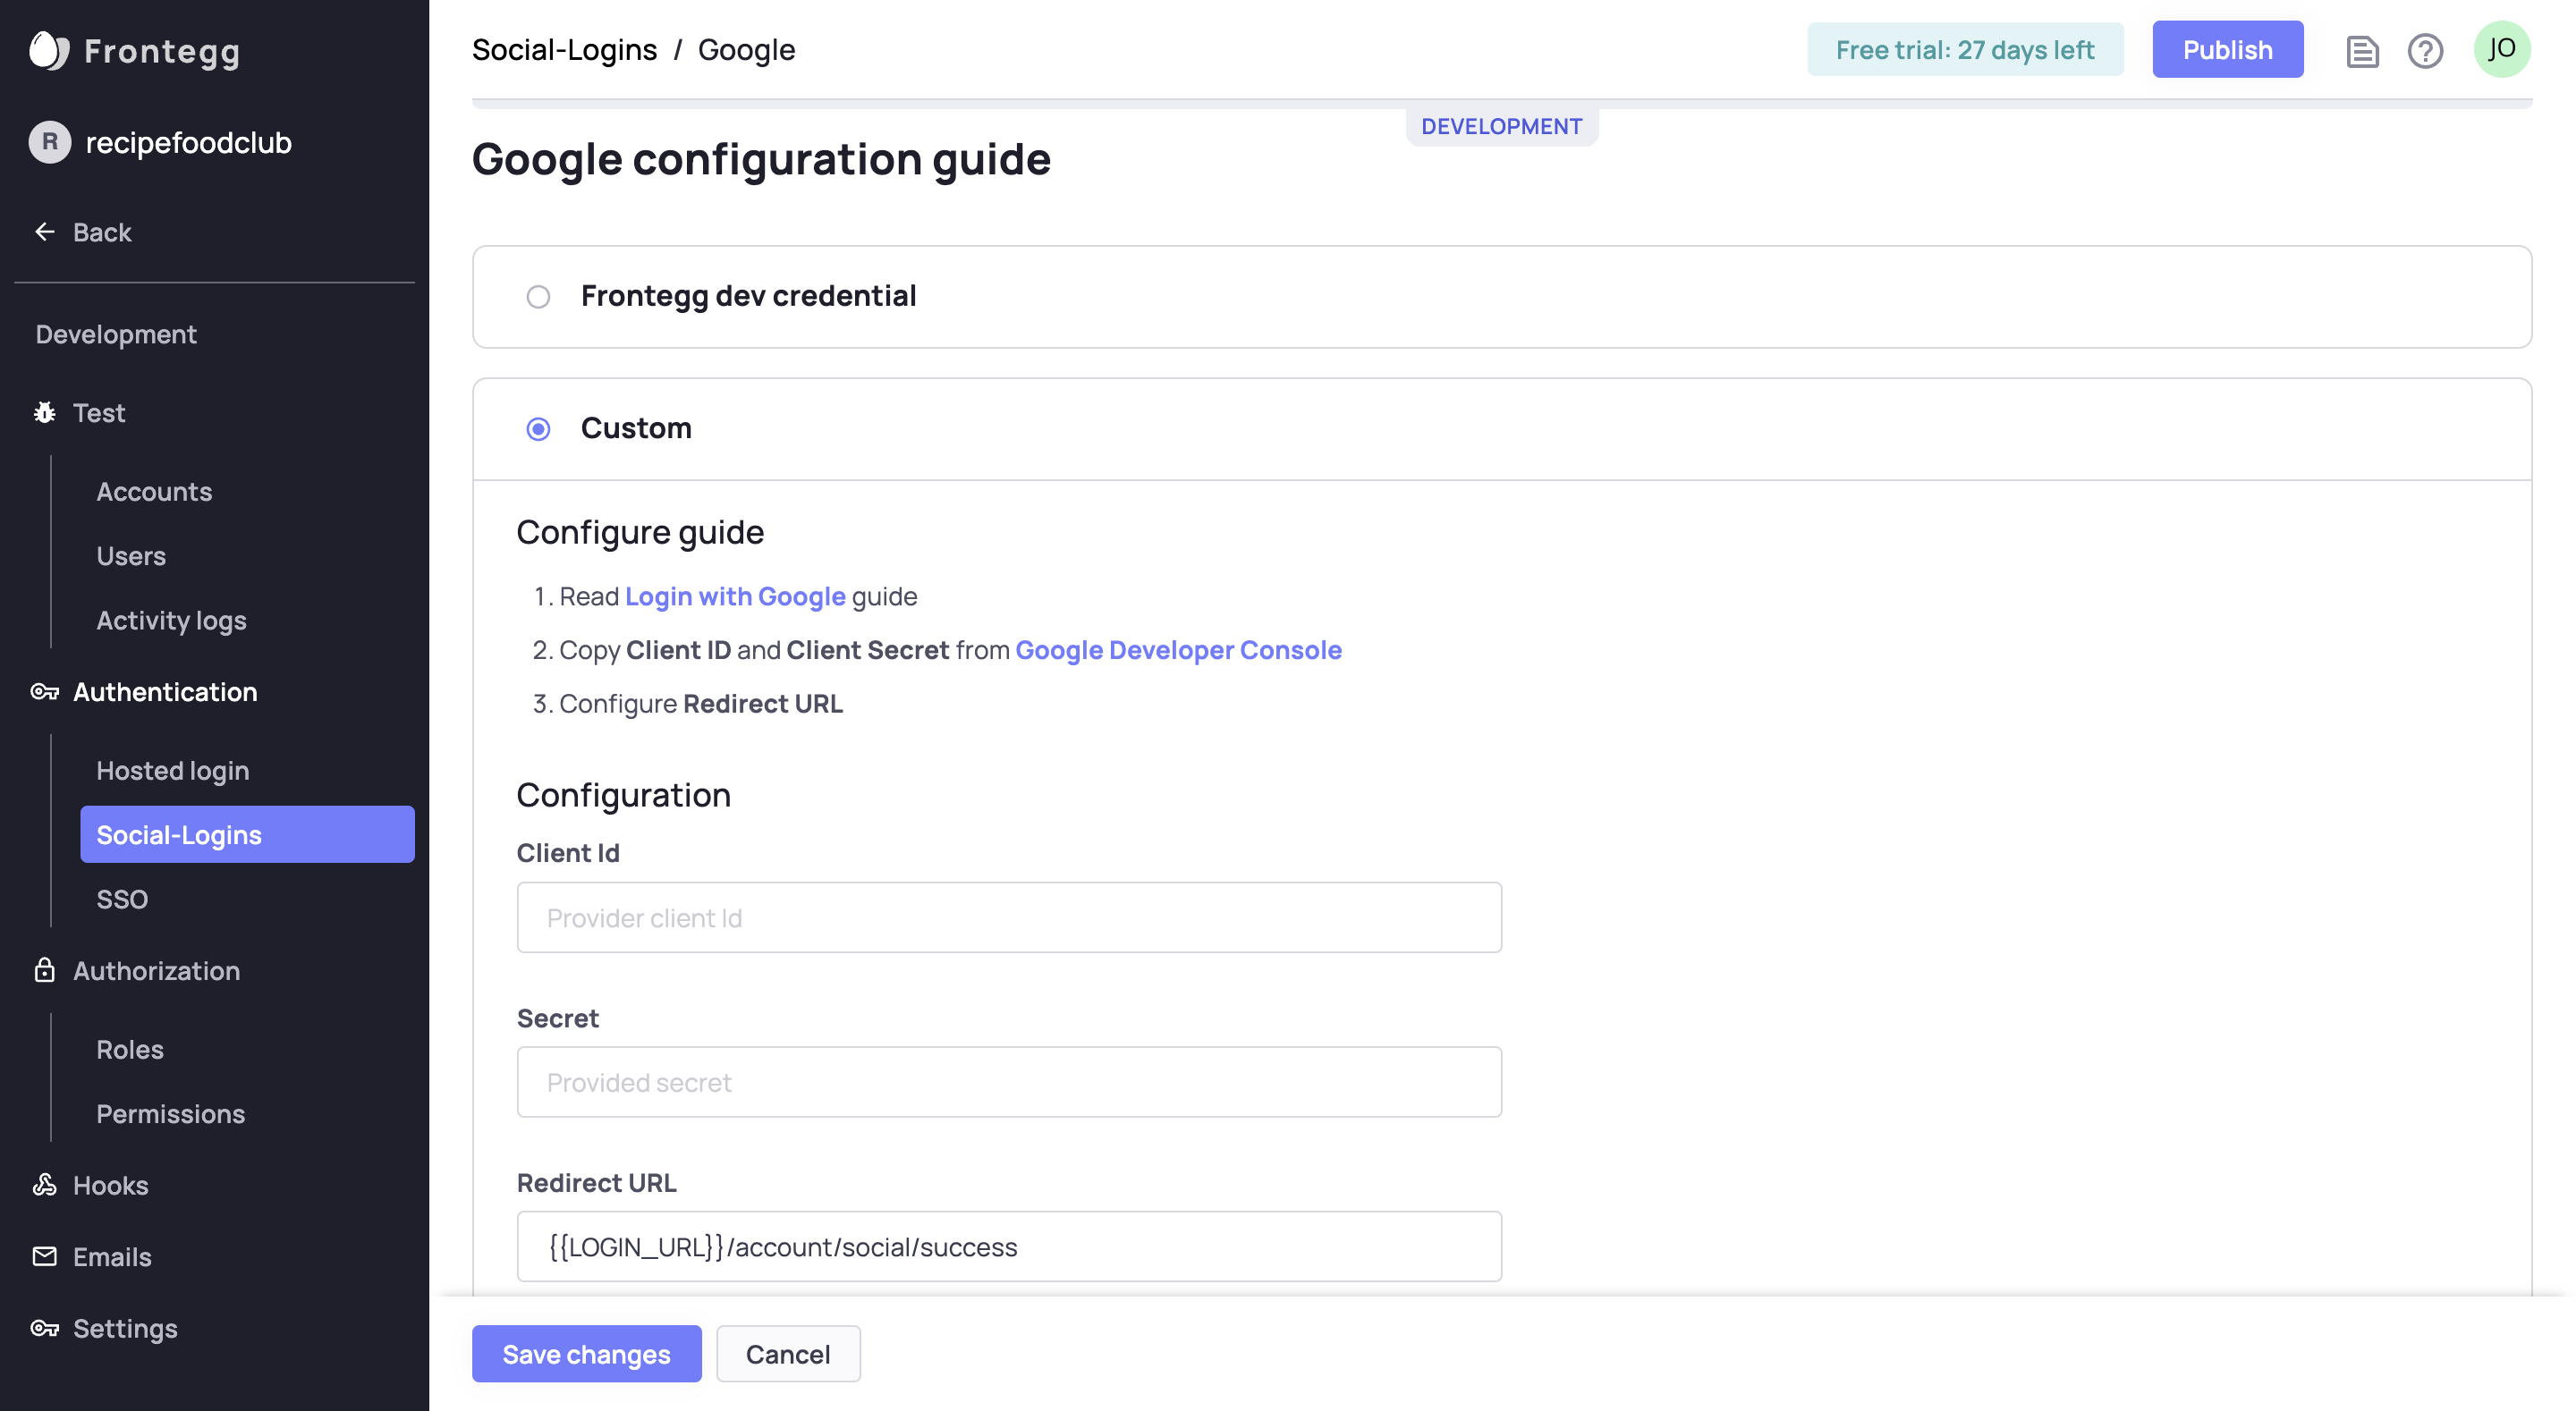 Frontegg
R recipefoodclub
Back
Development
Test
Accounts
Users
Activity logs
Authentication
Hosted login
Social-Logins
SSO
Authorization
Roles
Permissions
Hooks
Emails
Settings
Social-Logins / Google
Free trial: 27 days left
Publish
JO
DEVELOPMENT
Google configuration guide
Frontegg dev credential
Custom
Configure guide
1. Read Login with Google guide
2. Copy Client ID and Client Secret from Google Developer Console
3. Configure Redirect URL
Configuration
Client Id
Provider client Id
Secret
Provided secret
Redirect URL
{{LOGIN_URL}}/account/social/success
Save changes
Cancel